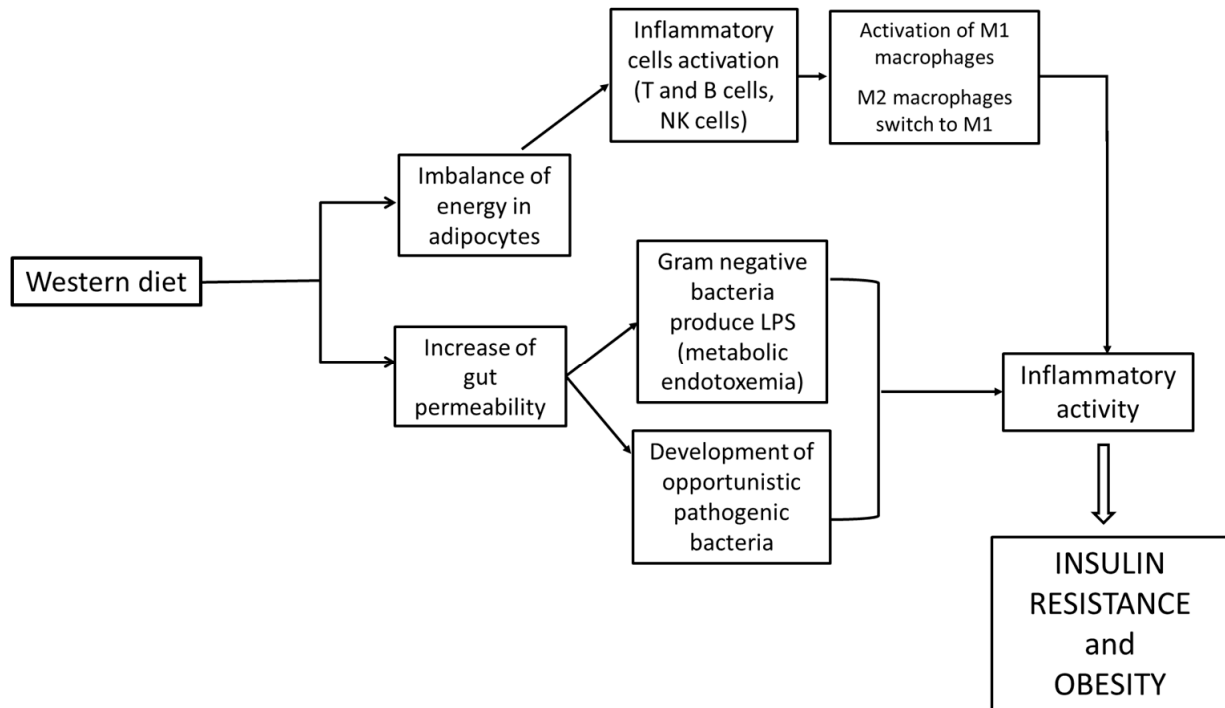 Western diet
Imbalance of
energy in
adipocytes
Inflammatory
cells activation
(T and B cells,
NK cells)
Activation of M1
macrophages
M2 macrophages
switch to M1
Increase of
gut
permeability
Gram negative
bacteria
produce LPS
(metabolic
endotoxemia)
Development of
opportunistic
pathogenic
bacteria
Inflammatory
activity
INSULIN
RESISTANCE
and
OBESITY